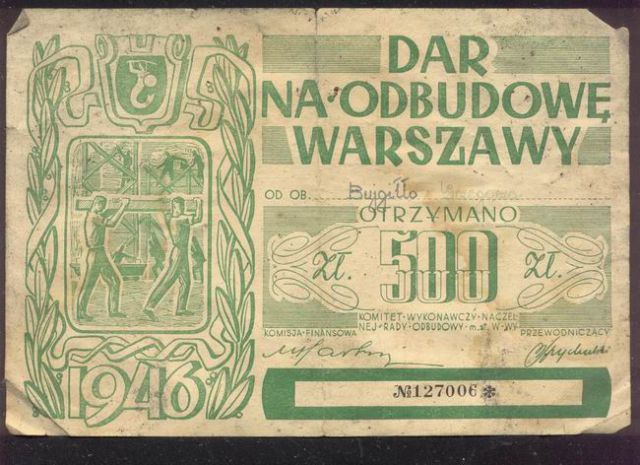 DAR
NA·ODBUDOWĘ
WARSZAWY
OD OB. Bujgiłło
OTRZYMANO
Zł. 500 Zł.
KOMITET·WYKONAWCZY·NACZEL
KOMISJA·FINANSOWA NEJ·RADY·ODBUDOWY·m.st.W-WY PRZEWODNICZĄCY
1946
№127006✱